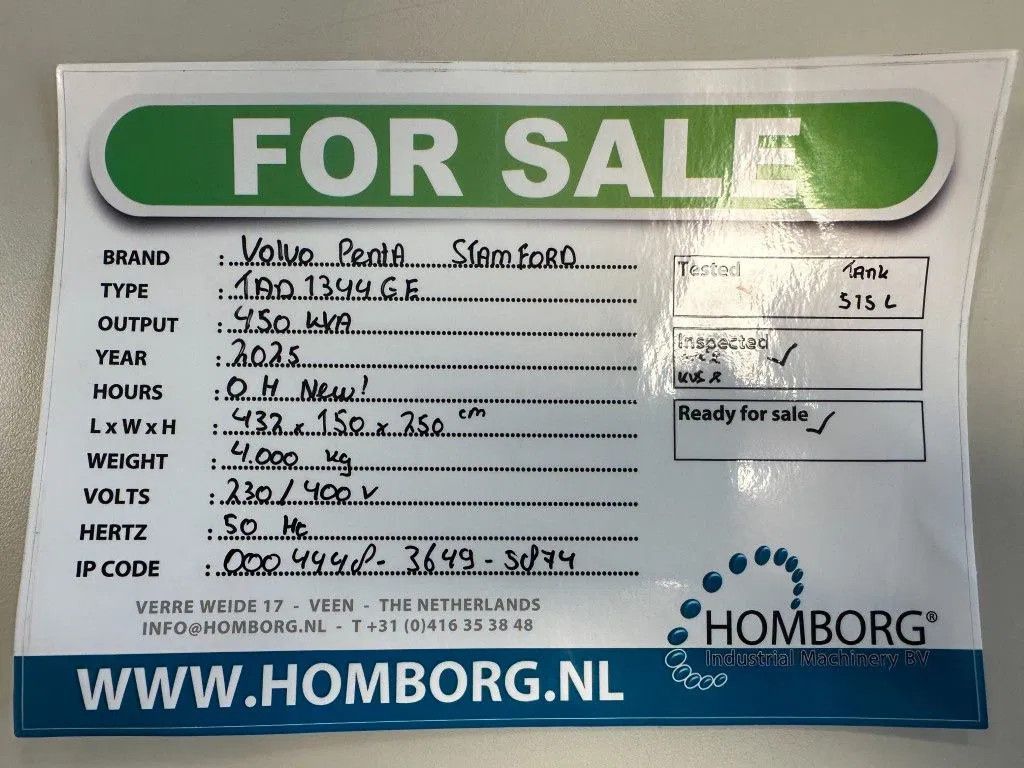 FOR SALE
BRAND : Volvo Penta STAMFORD
TYPE : TAD 1344 GE
OUTPUT : 450 kVA
YEAR : 2025
HOURS : 0 H New!
L x W x H : 432 x 150 x 250 cm
WEIGHT : 4.000 kg
VOLTS : 230/400 V
HERTZ : 50 Hz
IP CODE
Tested Tank
515 L
Inspected ✓
Ready for sale ✓
VERRE WEIDE 17 - VEEN - THE NETHERLANDS
INFO@HOMBORG.NL - T +31 (0)416 35 38 48
HOMBORG®
Industrial Machinery BV
WWW.HOMBORG.NL